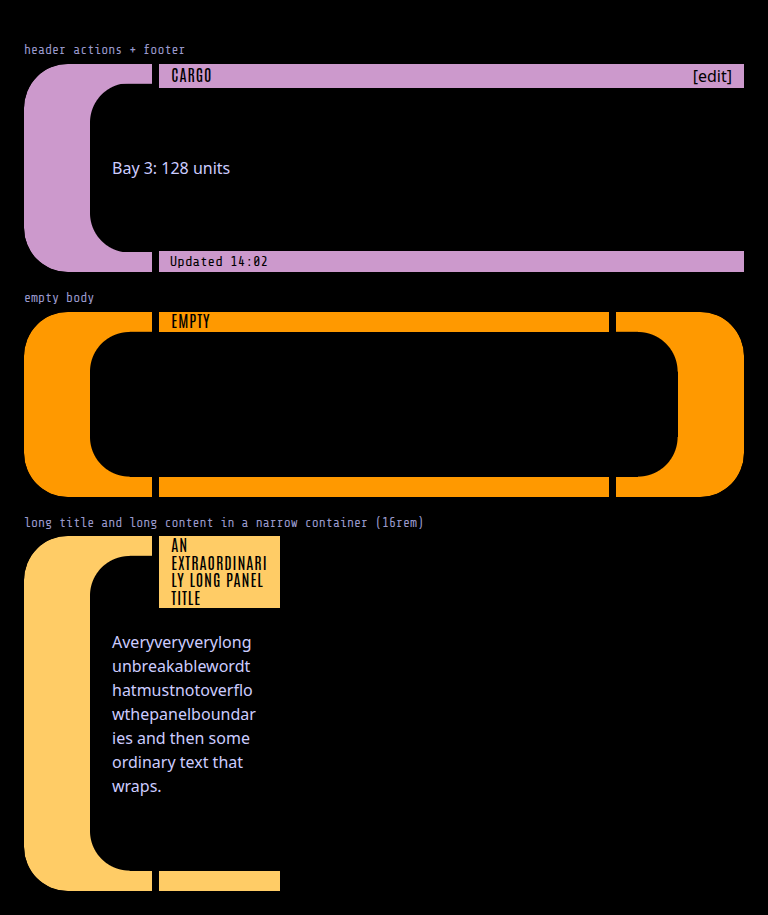 header actions + footer
CARGO [edit]
Bay 3: 128 units
Updated 14:02
empty body
EMPTY
long title and long content in a narrow container (16rem)
AN
EXTRAORDINARI
LY LONG PANEL
TITLE
Averyveryverylong
unbreakablewordt
hatmustnotoverflo
wthepanelboundar
ies and then some
ordinary text that
wraps.